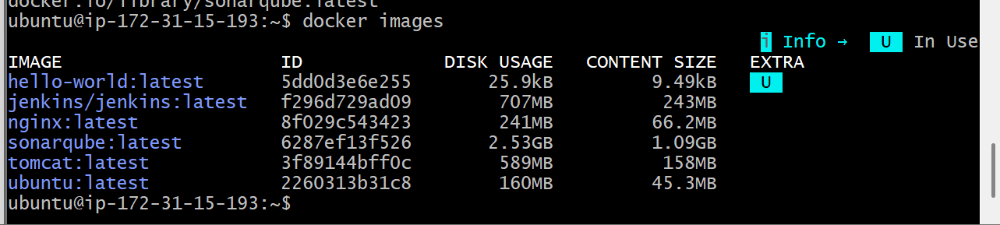 docker.io/library/sonarqube:latest
ubuntu@ip-172-31-15-193:~$ docker images
i Info → U In Use
IMAGE ID DISK USAGE CONTENT SIZE EXTRA
hello-world:latest 5dd0d3e6e255 25.9kB 9.49kB U
jenkins/jenkins:latest f296d729ad09 707MB 243MB
nginx:latest 8f029c543423 241MB 66.2MB
sonarqube:latest 6287ef13f526 2.53GB 1.09GB
tomcat:latest 3f89144bff0c 589MB 158MB
ubuntu:latest 2260313b31c8 160MB 45.3MB
ubuntu@ip-172-31-15-193:~$